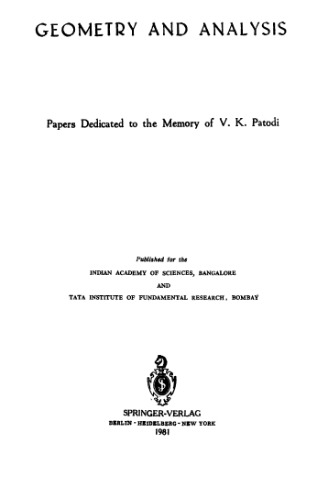 GEOMETRY AND ANALYSIS
Papers Dedicated to the Memory of V. K. Patodi
Published for the
INDIAN ACADEMY OF SCIENCES, BANGALORE
AND
TATA INSTITUTE OF FUNDAMENTAL RESEARCH, BOMBAY
SPRINGER-VERLAG
BERLIN - HEIDELBERG - NEW YORK
1981